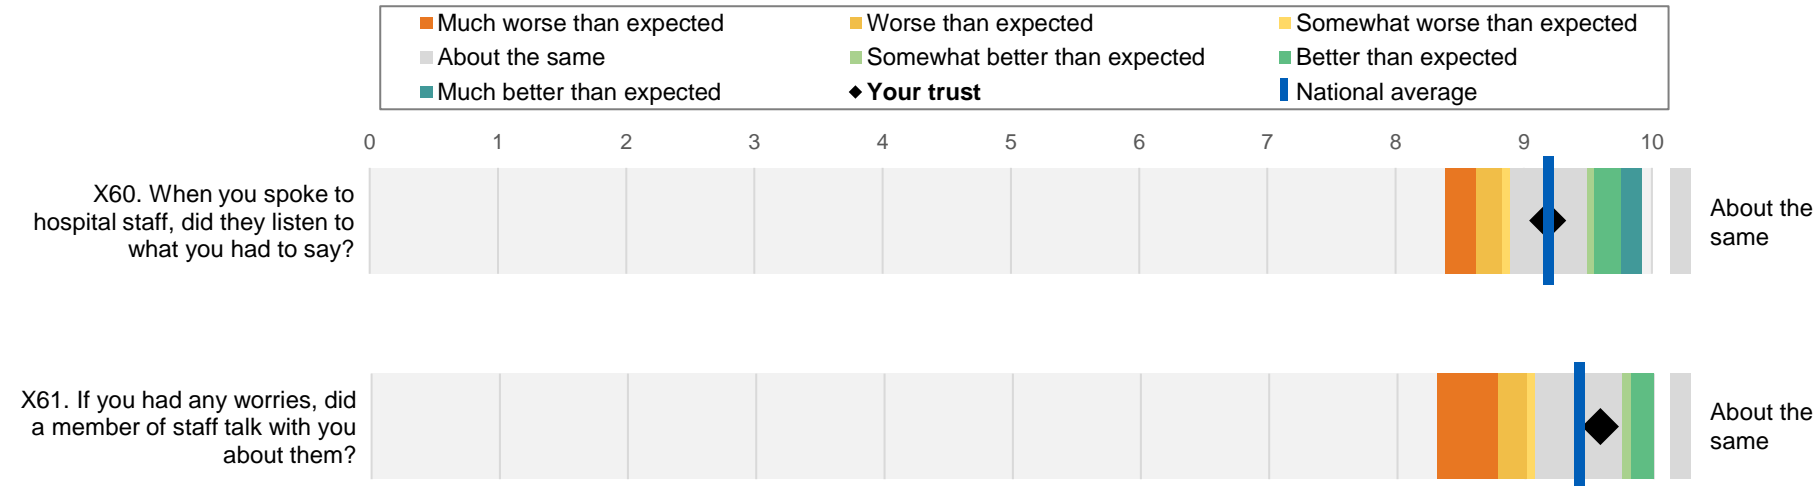 Much worse than expected
Worse than expected
Somewhat worse than expected
About the same
Somewhat better than expected
Better than expected
Much better than expected
Your trust
National average
0 1 2 3 4 5 6 7 8 9 10
X60. When you spoke to
hospital staff, did they listen to
what you had to say?
About the
same
X61. If you had any worries, did
a member of staff talk with you
about them?
About the
same